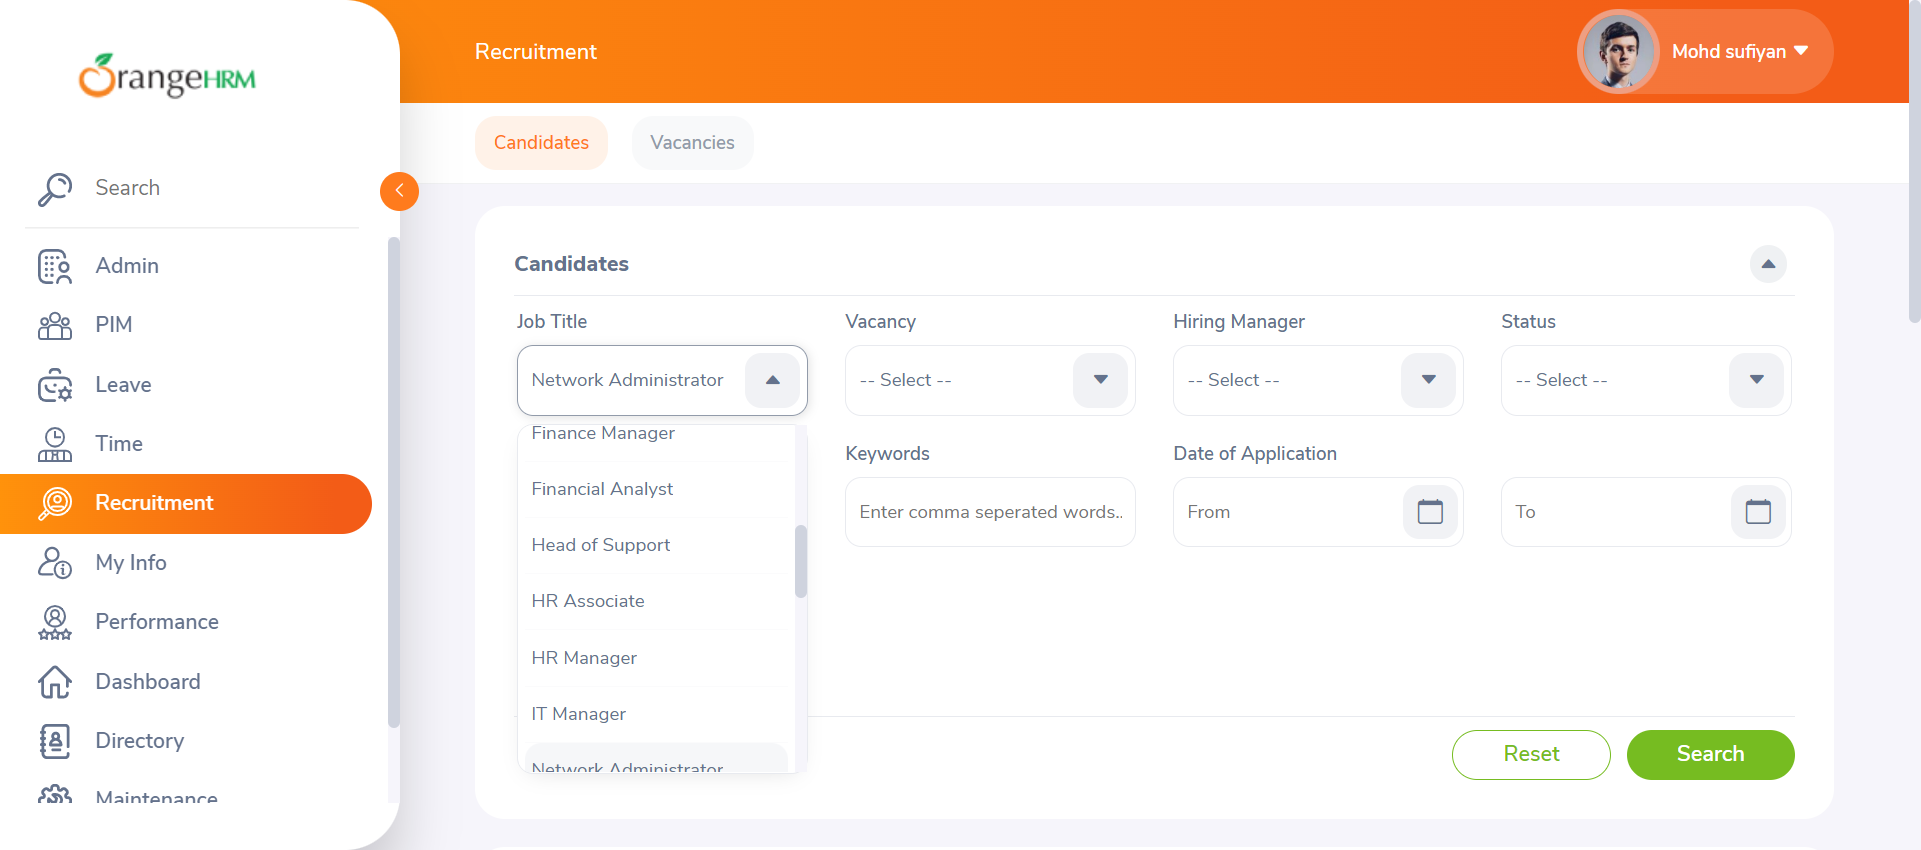 OrangeHRM
Search
Admin
PIM
Leave
Time
Recruitment
My Info
Performance
Dashboard
Directory
Maintenance
Recruitment
Mohd sufiyan
Candidates
Vacancies
Candidates
Job Title
Vacancy
Hiring Manager
Status
Network Administrator
-- Select --
-- Select --
-- Select --
Finance Manager
Financial Analyst
Head of Support
HR Associate
HR Manager
IT Manager
Network Administrator
Keywords
Date of Application
Enter comma seperated words..
From
To
Reset
Search